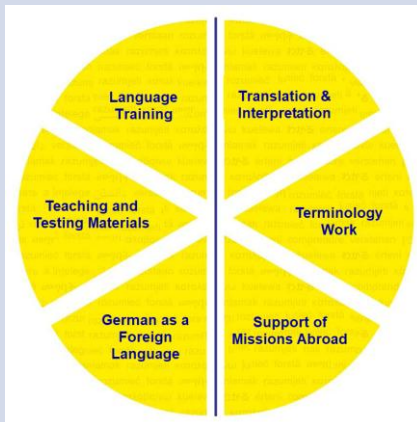 Language
Training
Translation &
Interpretation
Teaching and
Testing Materials
Terminology
Work
German as a
Foreign
Language
Support of
Missions Abroad